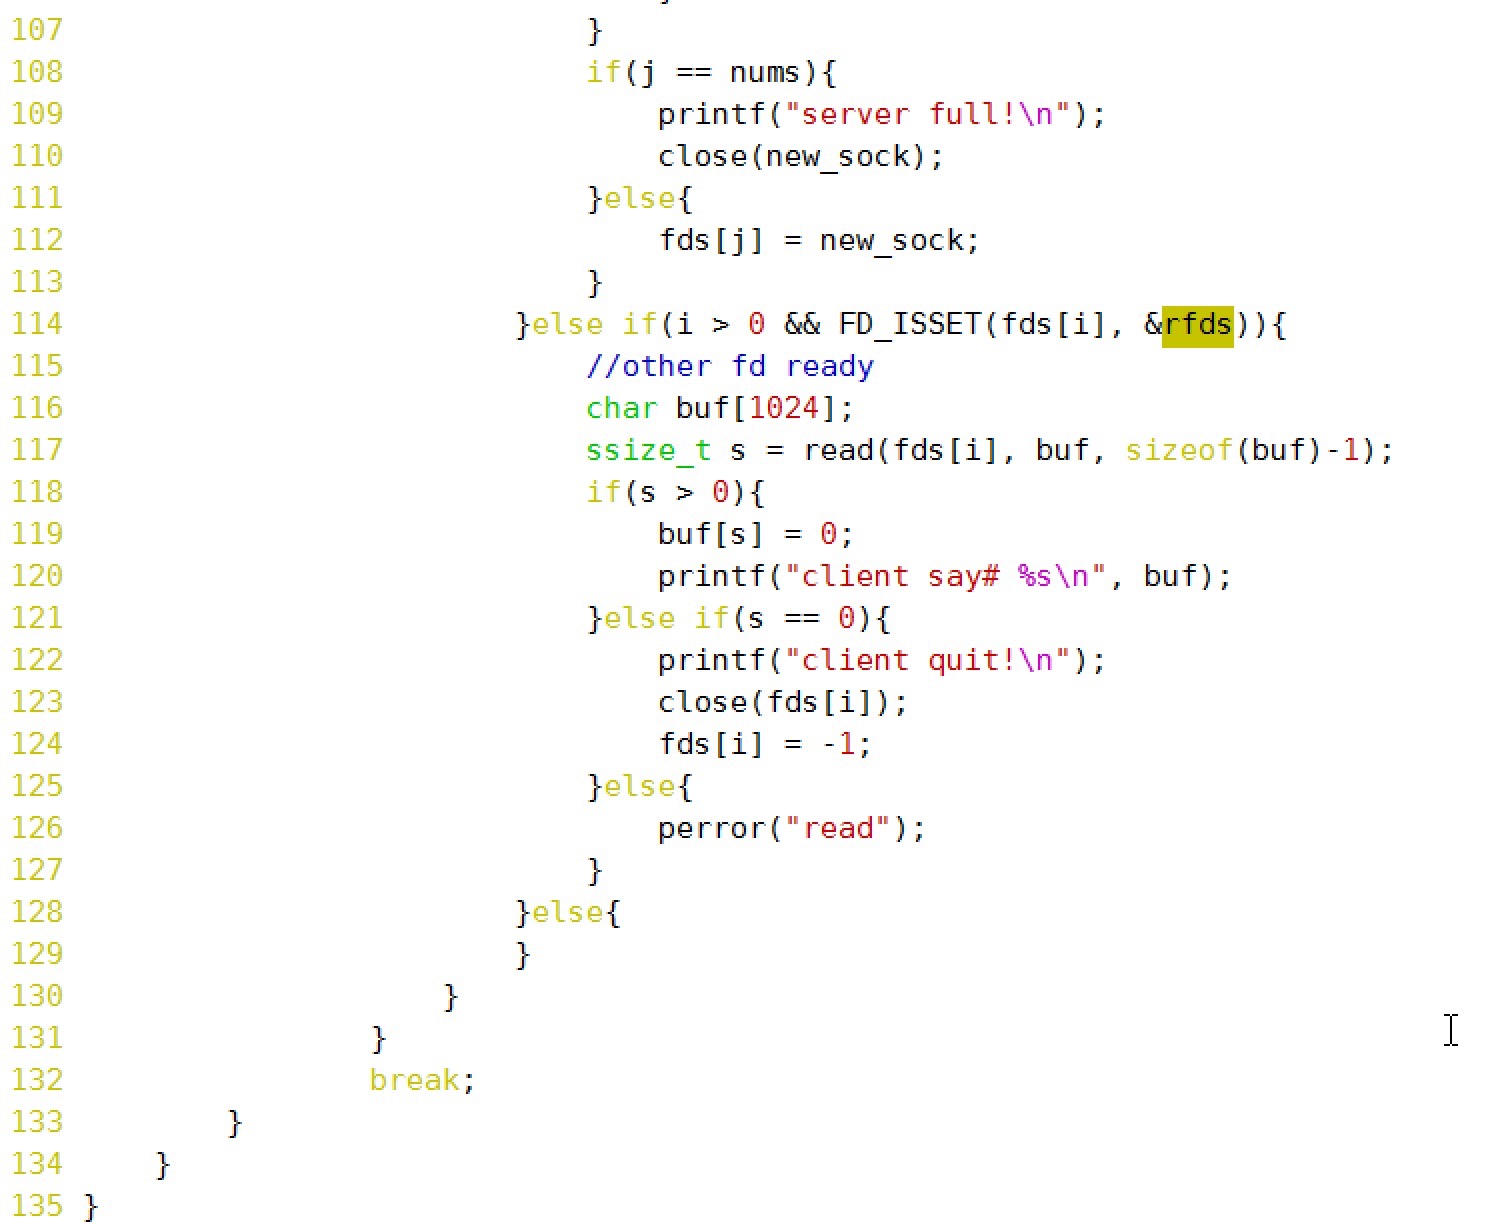 107 }
108 if(j == nums){
109 printf("server full!\n");
110 close(new_sock);
111 }else{
112 fds[j] = new_sock;
113 }
114 }else if(i > 0 && FD_ISSET(fds[i], &rfds)){
115 //other fd ready
116 char buf[1024];
117 ssize_t s = read(fds[i], buf, sizeof(buf)-1);
118 if(s > 0){
119 buf[s] = 0;
120 printf("client say# %s\n", buf);
121 }else if(s == 0){
122 printf("client quit!\n");
123 close(fds[i]);
124 fds[i] = -1;
125 }else{
126 perror("read");
127 }
128 }else{
129 }
130 }
131 }
132 break;
133 }
134 }
135 }